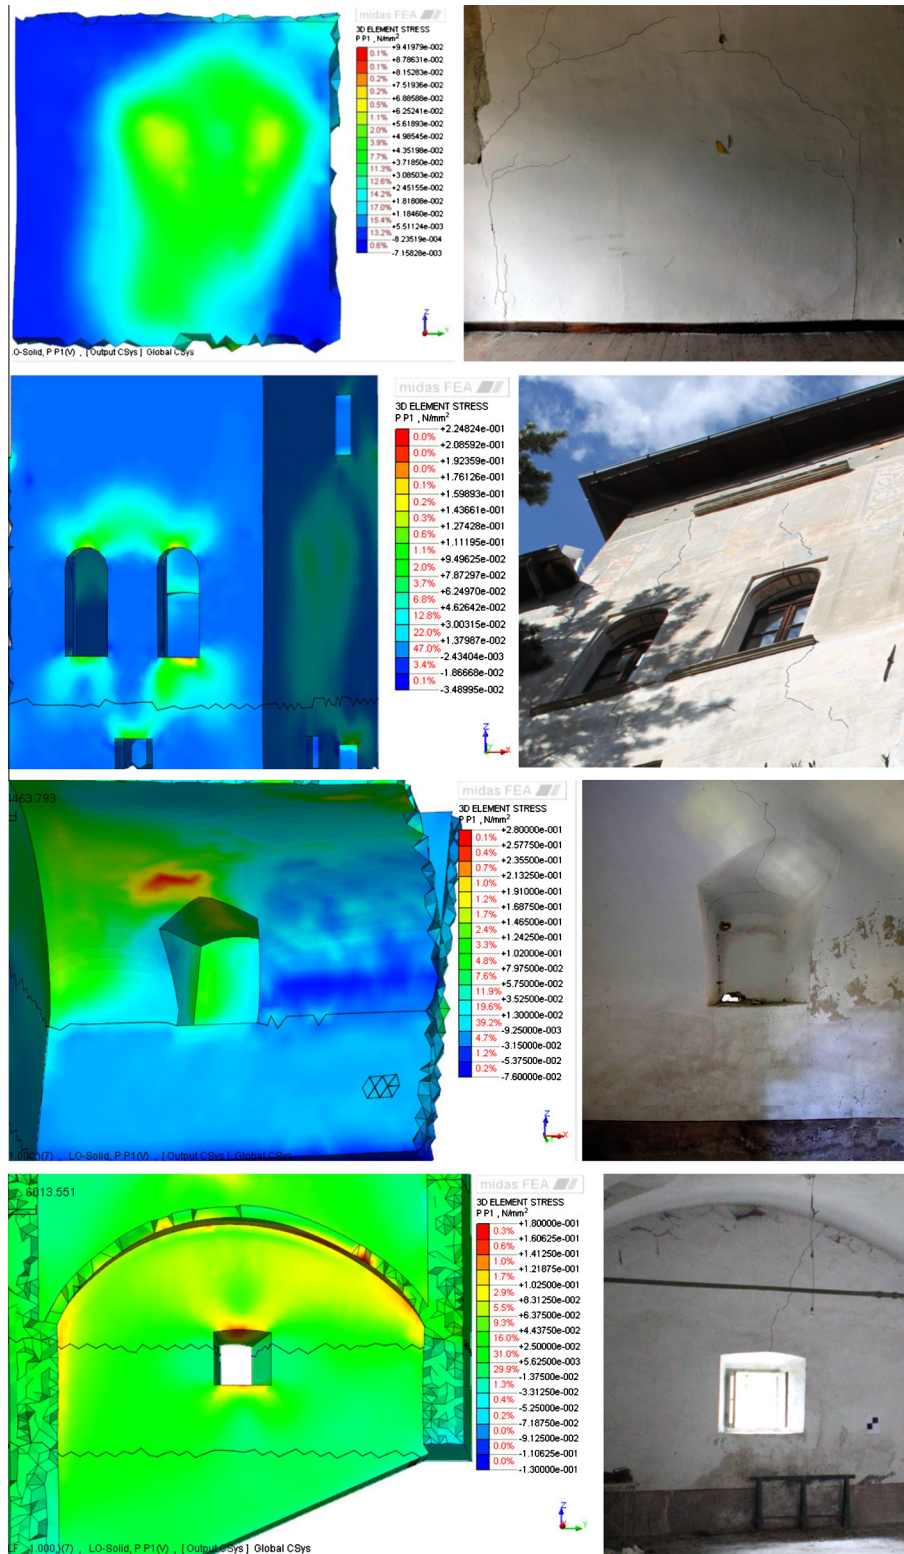 midas FEA
3D ELEMENT STRESS
P P1 , N/mm2
+9.41979e-002
0.1%
+8.78631e-002
0.1%
+8.15283e-002
0.2%
+7.51936e-002
0.2%
+6.88588e-002
0.5%
+6.25241e-002
1.1%
+5.61893e-002
2.0%
+4.98545e-002
3.9%
+4.35198e-002
7.7%
+3.71850e-002
11.3%
+3.08503e-002
12.6%
+2.45155e-002
14.2%
+1.81808e-002
17.0%
+1.18460e-002
15.4%
+5.51124e-003
13.2%
-8.23519e-004
0.6%
-7.15828e-003
Z
Y
.O-Solid, P P1(V) , [Output CSys ] Global CSys
midas FEA
3D ELEMENT STRESS
P P1 , N/mm2
+2.24824e-001
0.0%
+2.08592e-001
0.0%
+1.92359e-001
0.0%
+1.76126e-001
0.1%
+1.59893e-001
0.2%
+1.43661e-001
0.3%
+1.27428e-001
0.6%
+1.11195e-001
1.1%
+9.49625e-002
2.0%
+7.87297e-002
3.7%
+6.24970e-002
6.8%
+4.62642e-002
12.8%
+3.00315e-002
22.0%
+1.37987e-002
47.0%
-2.43404e-003
3.4%
-1.86668e-002
0.1%
-3.48995e-002
Z
Y
X
463.793
midas FEA
3D ELEMENT STRESS
P P1 , N/mm2
+2.80000e-001
0.1%
+2.57750e-001
0.4%
+2.35500e-001
0.7%
+2.13250e-001
1.0%
+1.91000e-001
1.2%
+1.68750e-001
1.7%
+1.46500e-001
2.4%
+1.24250e-001
3.3%
+1.02000e-001
4.8%
+7.97500e-002
7.6%
+5.75000e-002
11.9%
+3.52500e-002
19.6%
+1.30000e-002
39.2%
-9.25000e-003
4.7%
-3.15000e-002
1.2%
-5.37500e-002
0.2%
-7.60000e-002
Z
X
1.000,)(7) , LO-Solid, P P1(V) , [Output CSys ] Global CSys
6013.551
midas FEA
3D ELEMENT STRESS
P P1 , N/mm2
+1.80000e-001
0.3%
+1.60625e-001
0.6%
+1.41250e-001
1.0%
+1.21875e-001
1.7%
+1.02500e-001
2.9%
+8.31250e-002
5.5%
+6.37500e-002
9.3%
+4.43750e-002
16.0%
+2.50000e-002
31.0%
+5.62500e-003
29.9%
-1.37500e-002
1.3%
-3.31250e-002
0.4%
-5.25000e-002
0.2%
-7.18750e-002
0.0%
-9.12500e-002
0.0%
-1.10625e-001
0.0%
-1.30000e-001
Z
Y
LF =1.000,)(7) , LO-Solid, P P1(V) , [Output CSys ] Global CSys